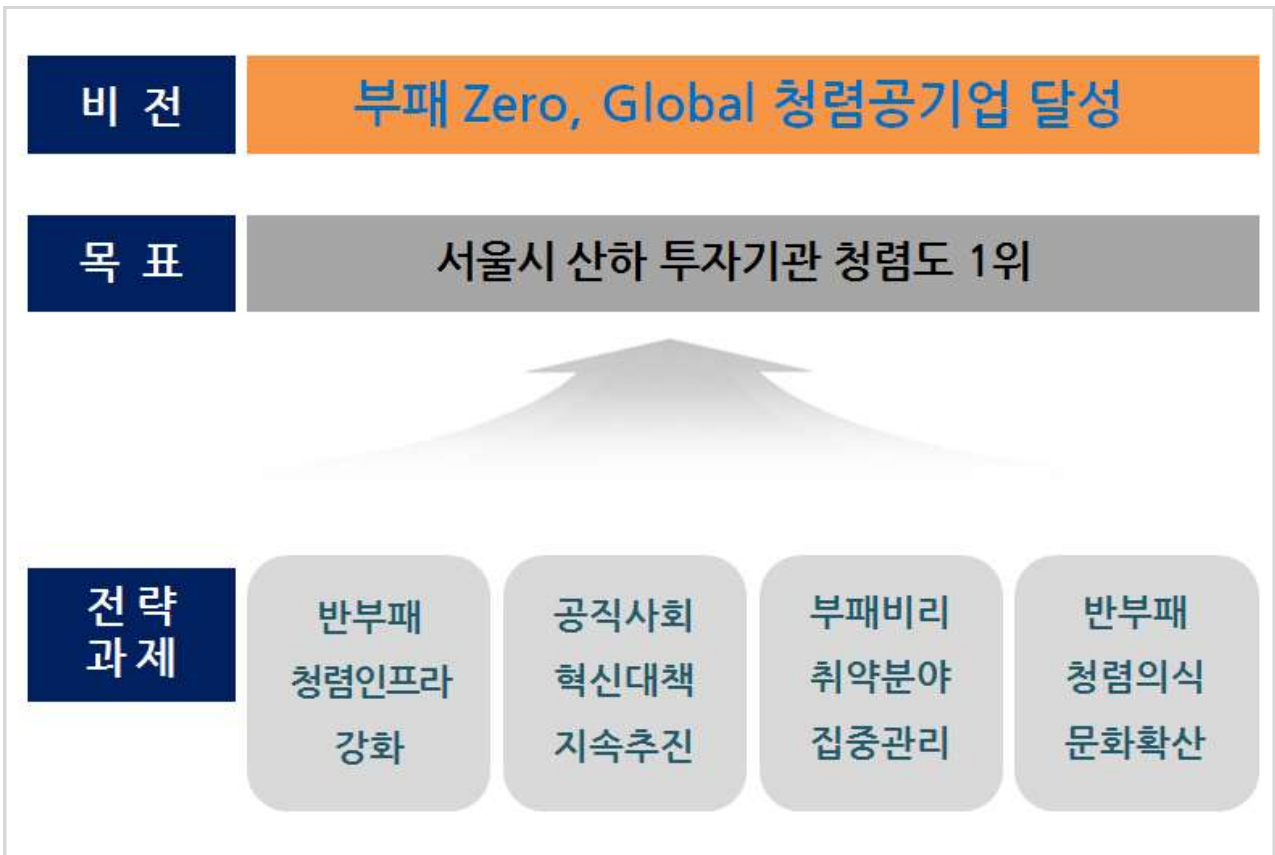 비 전
부패 Zero, Global 청렴공기업 달성
목 표
서울시 산하 투자기관 청렴도 1위
전 략
과 제
반부패
청렴인프라
강화
공직사회
혁신대책
지속추진
부패비리
취약분야
집중관리
반부패
청렴의식
문화확산